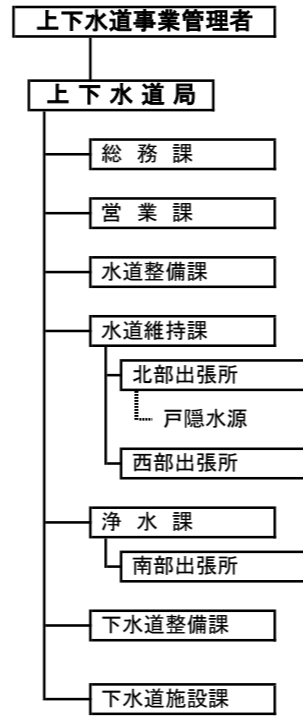 上下水道事業管理者
上下水道局
総務課
営業課
水道整備課
水道維持課
北部出張所
戸隠水源
西部出張所
浄水課
南部出張所
下水道整備課
下水道施設課